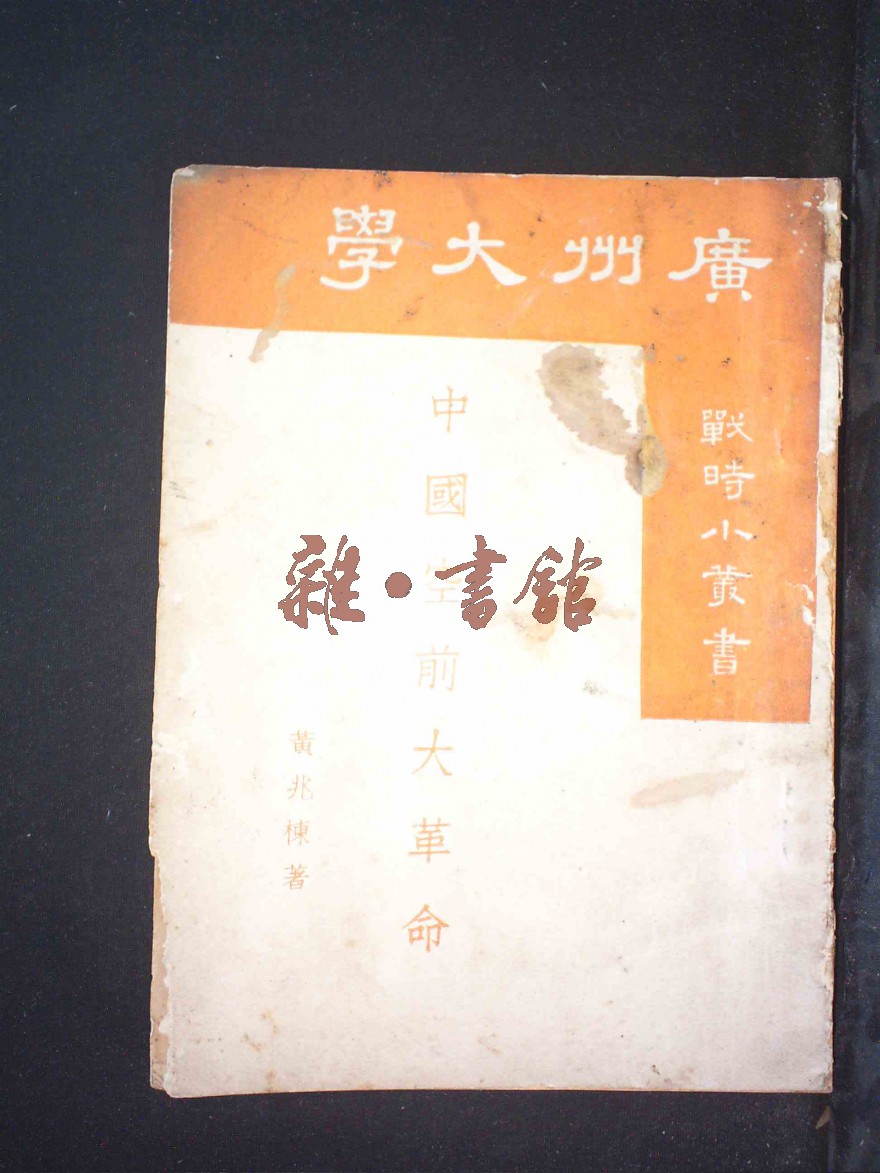 廣州大學
戰時小叢書
中國空前大革命
黃兆棟著
雜·書館